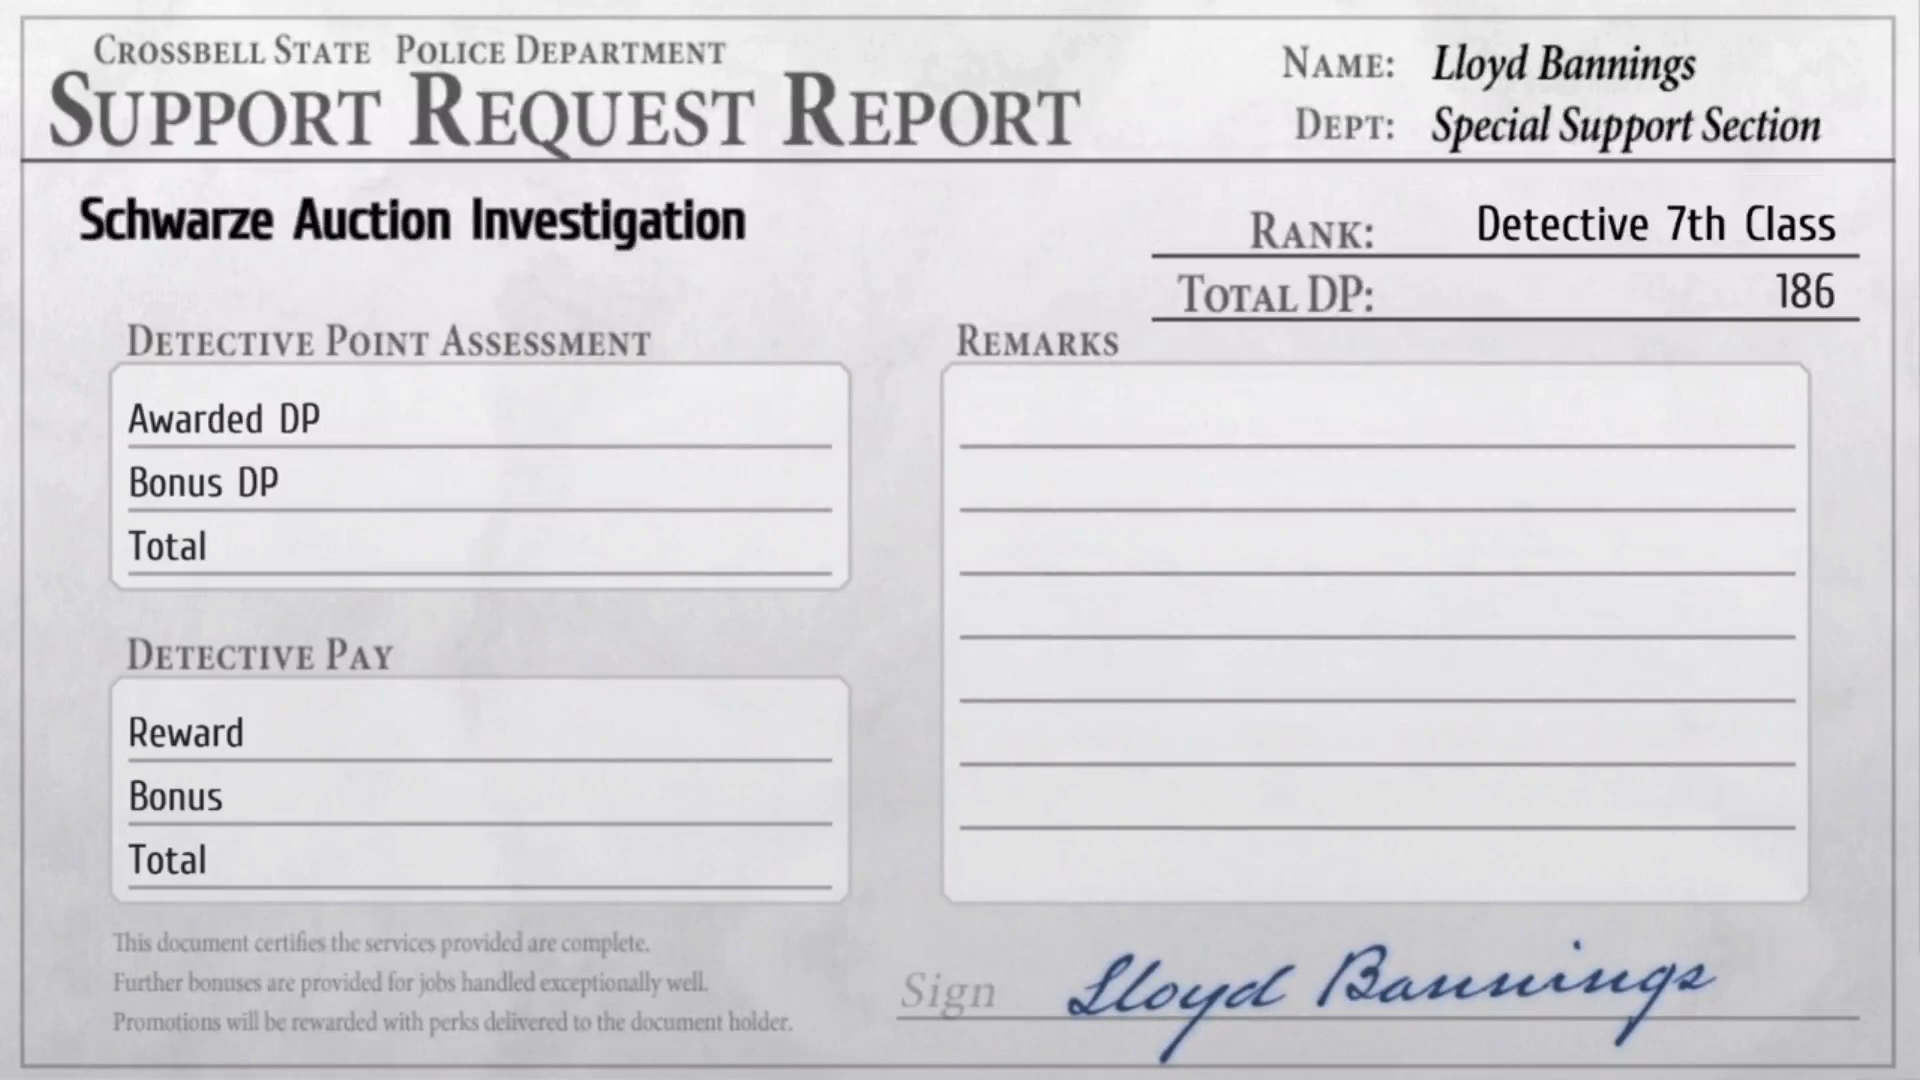 Crossbell State Police Department
Support Request Report
Name: Lloyd Bannings
Dept: Special Support Section
Schwarze Auction Investigation
Rank: Detective 7th Class
Total DP: 186
Detective Point Assessment
Awarded DP
Bonus DP
Total
Detective Pay
Reward
Bonus
Total
Remarks
This document certifies the services provided are complete.
Further bonuses are provided for jobs handled exceptionally well.
Promotions will be rewarded with perks delivered to the document holder.
Sign Lloyd Bannings